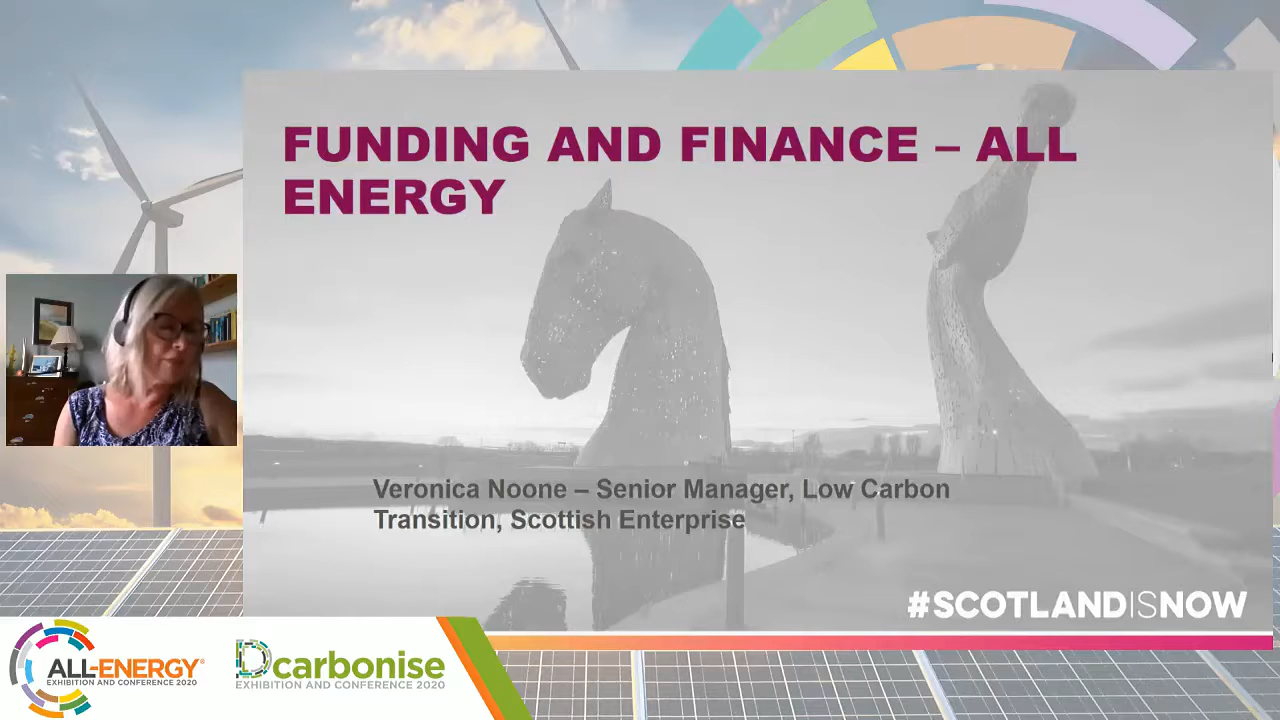 FUNDING AND FINANCE – ALL
ENERGY
Veronica Noone – Senior Manager, Low Carbon
Transition, Scottish Enterprise
#SCOTLANDISNOW
ALL-ENERGY®
EXHIBITION AND CONFERENCE 2020
Dcarbonise
EXHIBITION AND CONFERENCE 2020